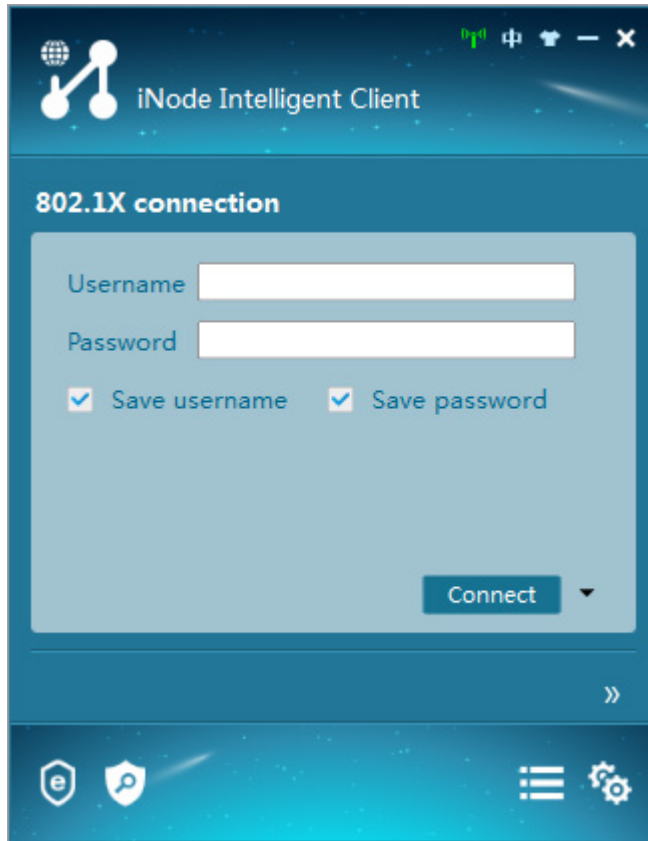 中
iNode Intelligent Client
802.1X connection
Username
Password
Save username Save password
Connect
»
e